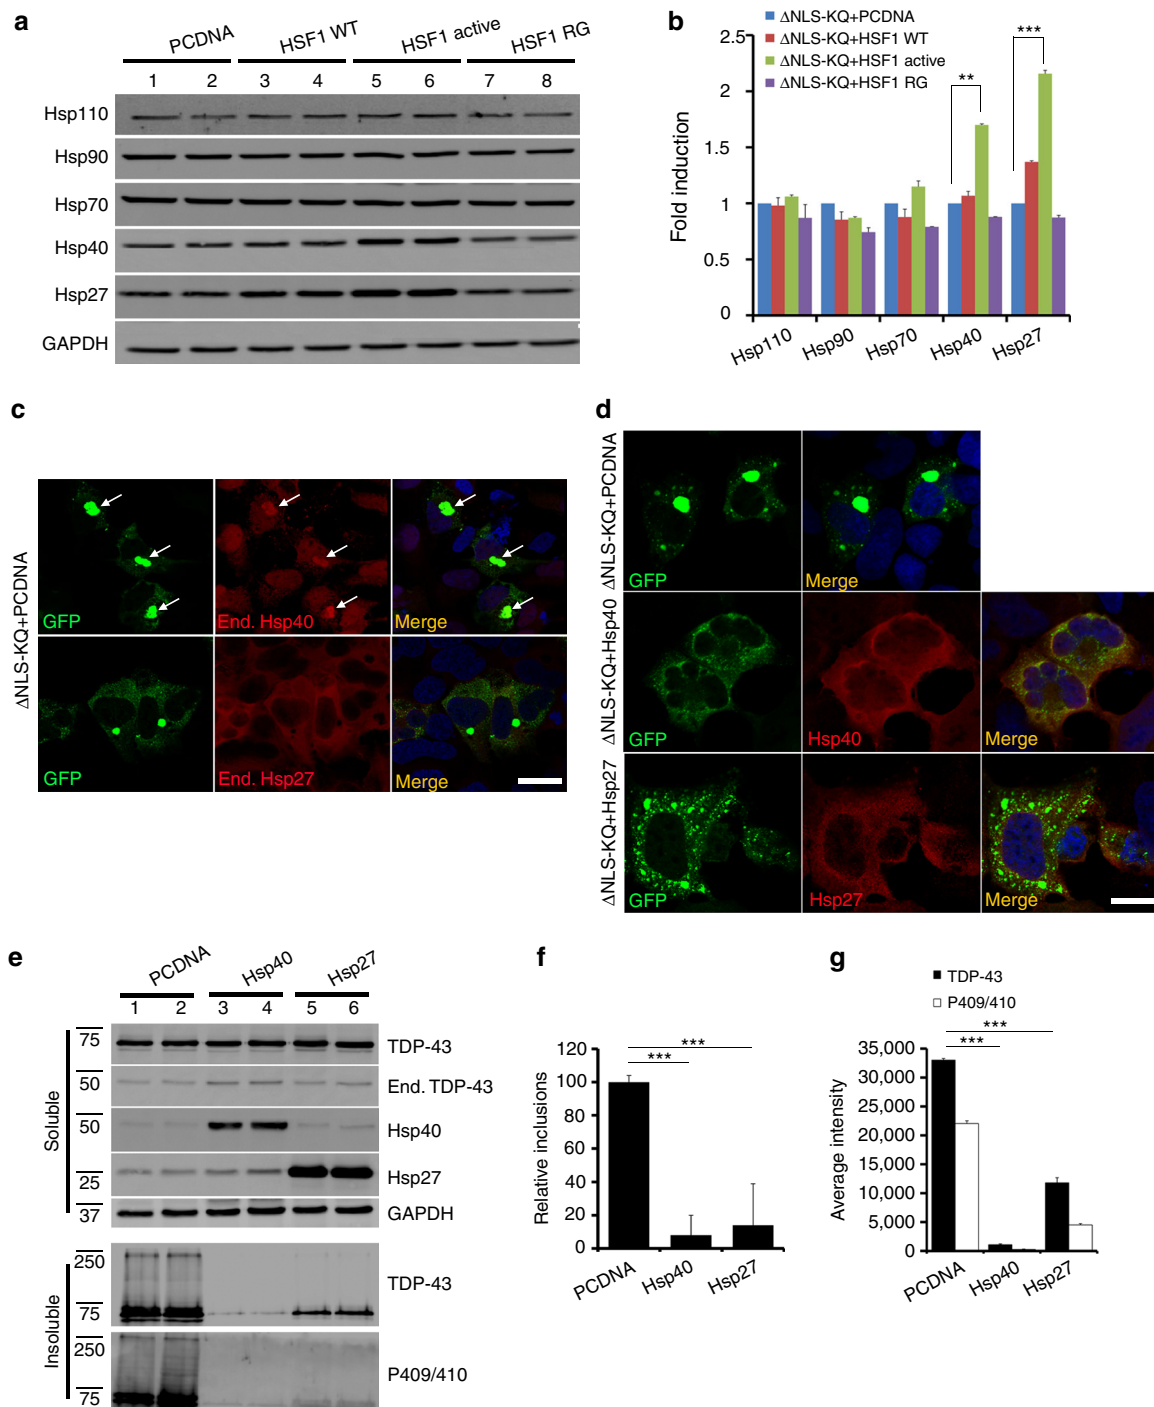 a
PCDNA
HSF1 WT
HSF1 active
HSF1 RG
1 2 3 4 5 6 7 8
Hsp110
Hsp90
Hsp70
Hsp40
Hsp27
GAPDH
b
ΔNLS-KQ+PCDNA
ΔNLS-KQ+HSF1 WT
ΔNLS-KQ+HSF1 active
ΔNLS-KQ+HSF1 RG
Fold induction
2.5
2
1.5
1
0.5
0
**
***
Hsp110
Hsp90
Hsp70
Hsp40
Hsp27
c
ΔNLS-KQ+PCDNA
GFP
End. Hsp40
Merge
GFP
End. Hsp27
Merge
d
ΔNLS-KQ+PCDNA
GFP
Merge
ΔNLS-KQ+Hsp40
GFP
Hsp40
Merge
ΔNLS-KQ+Hsp27
GFP
Hsp27
Merge
e
PCDNA
Hsp40
Hsp27
1 2 3 4 5 6
Soluble
75
TDP-43
50
End. TDP-43
50
Hsp40
25
Hsp27
37
GAPDH
Insoluble
250
TDP-43
75
250
P409/410
75
f
Relative inclusions
120
100
80
60
40
20
0
***
***
PCDNA
Hsp40
Hsp27
g
TDP-43
P409/410
Average intensity
35,000
30,000
25,000
20,000
15,000
10,000
5,000
0
***
***
PCDNA
Hsp40
Hsp27